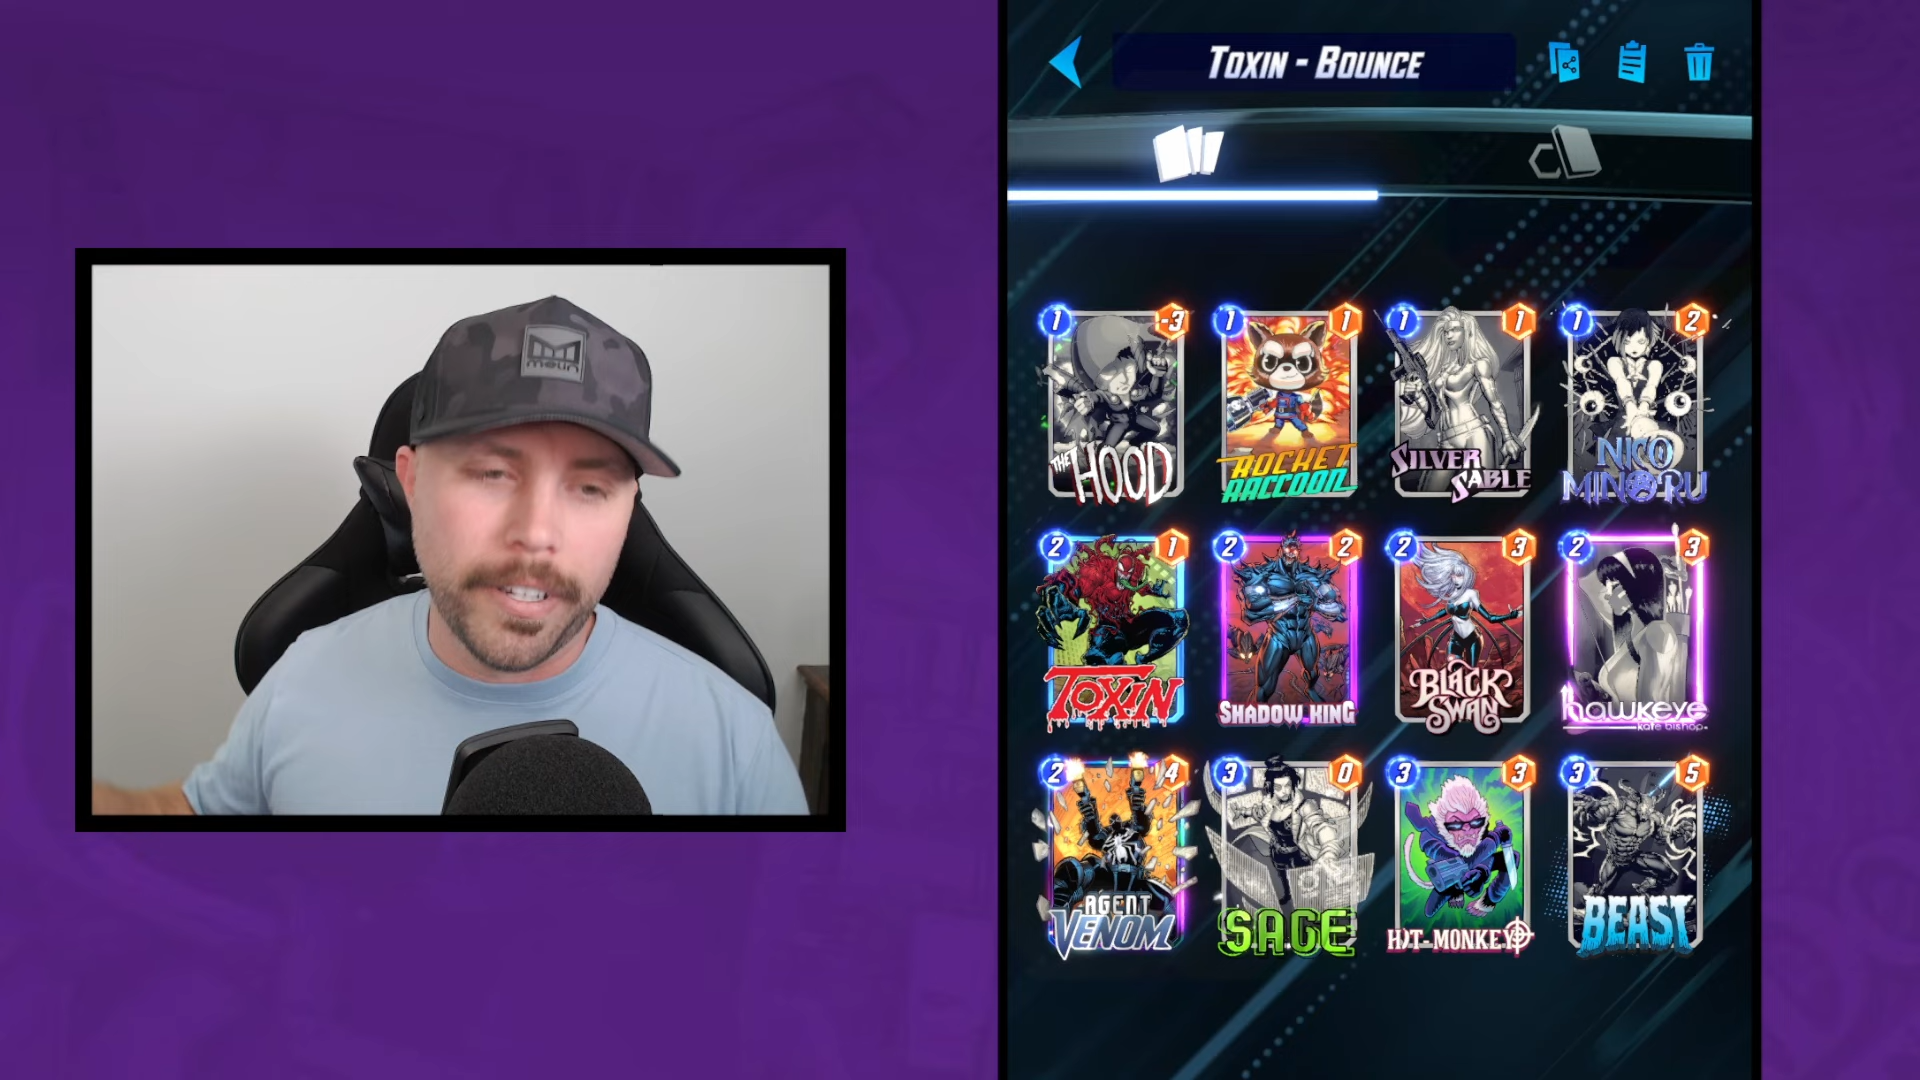 TOXIN - BOUNCE
melin
1 -3
THE HOOD
1 1
ROCKET RACCOON
1 1
SILVER SABLE
1 2
NICO MINORU
2 1
TOXIN
2 2
SHADOW KING
2 3
BLACK SWAN
2 3
hawkeye
kate bishop
2 4
AGENT VENOM
3 0
SAGE
3 3
HIT-MONKEY
3 5
BEAST